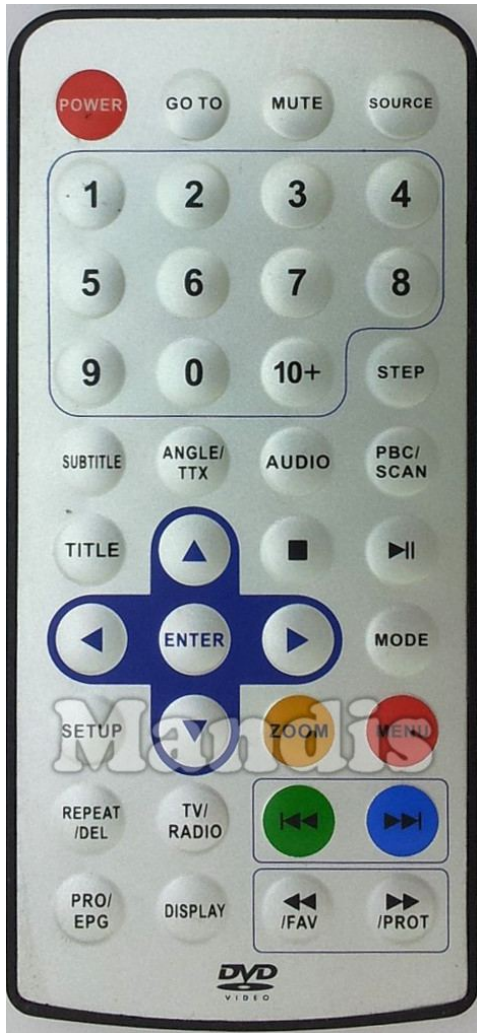 POWER GO TO MUTE SOURCE
1 2 3 4
5 6 7 8
9 0 10+ STEP
SUBTITLE ANGLE/
TTX AUDIO PBC/
SCAN
TITLE
ENTER MODE
SETUP ZOOM MENU
Mandis
REPEAT
/DEL TV/
RADIO
PRO/
EPG DISPLAY /FAV /PROT
DVD
VIDEO